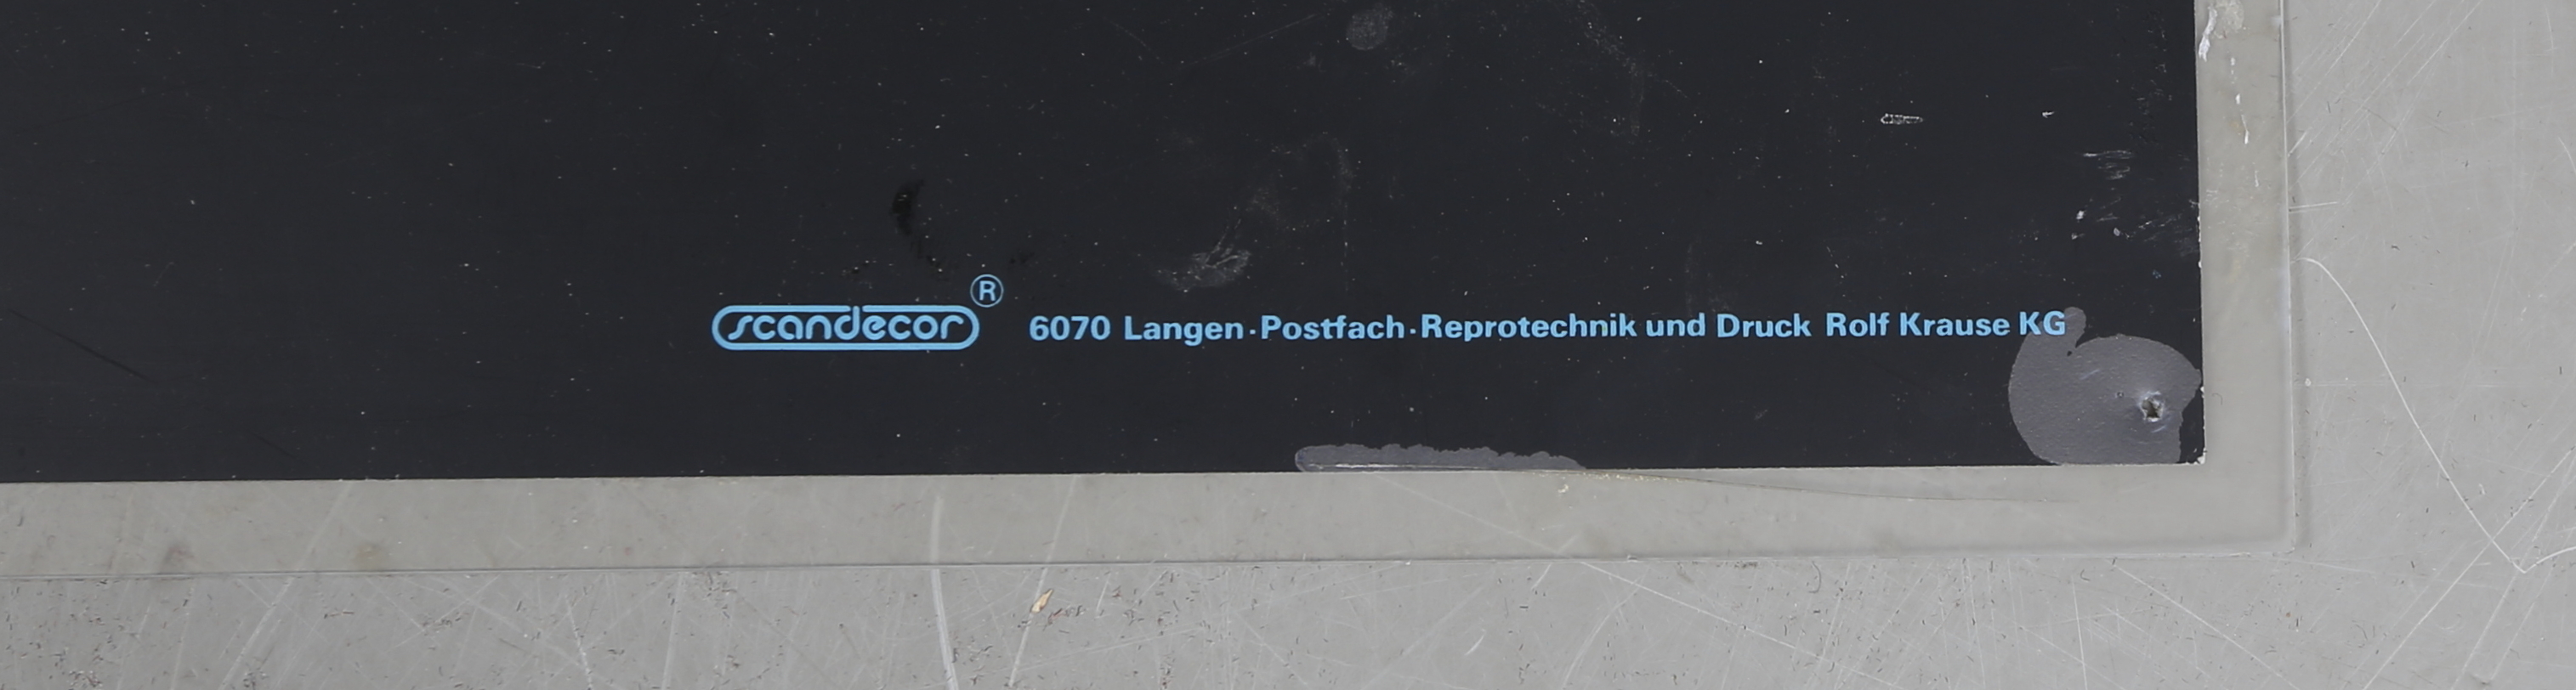 scandecor® 6070 Langen · Postfach · Reprotechnik und Druck Rolf Krause KG